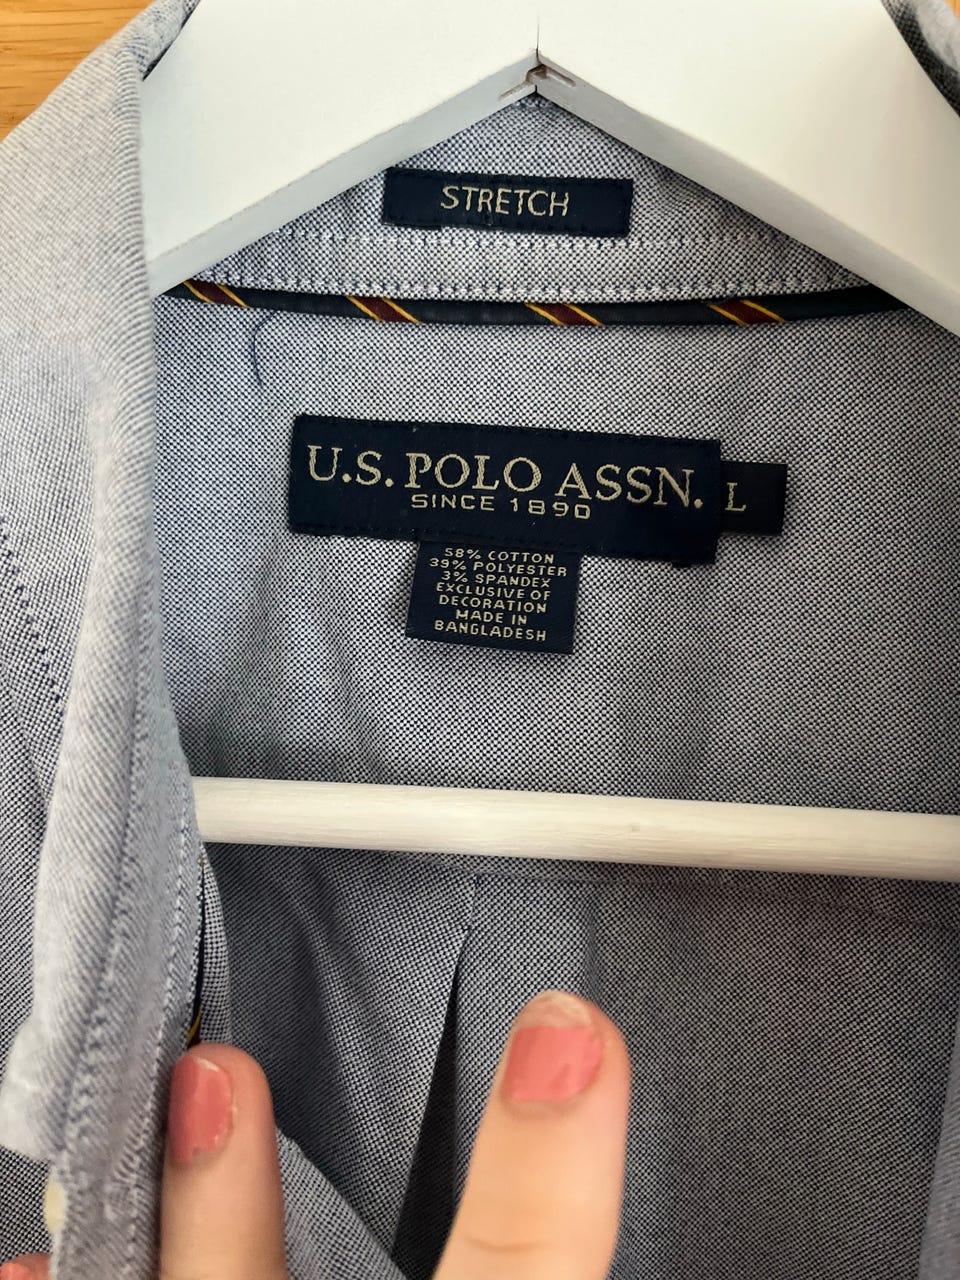 STRETCH
U.S. POLO ASSN.
SINCE 1890
L
58% COTTON
39% POLYESTER
3% SPANDEX
EXCLUSIVE OF
DECORATION
MADE IN
BANGLADESH